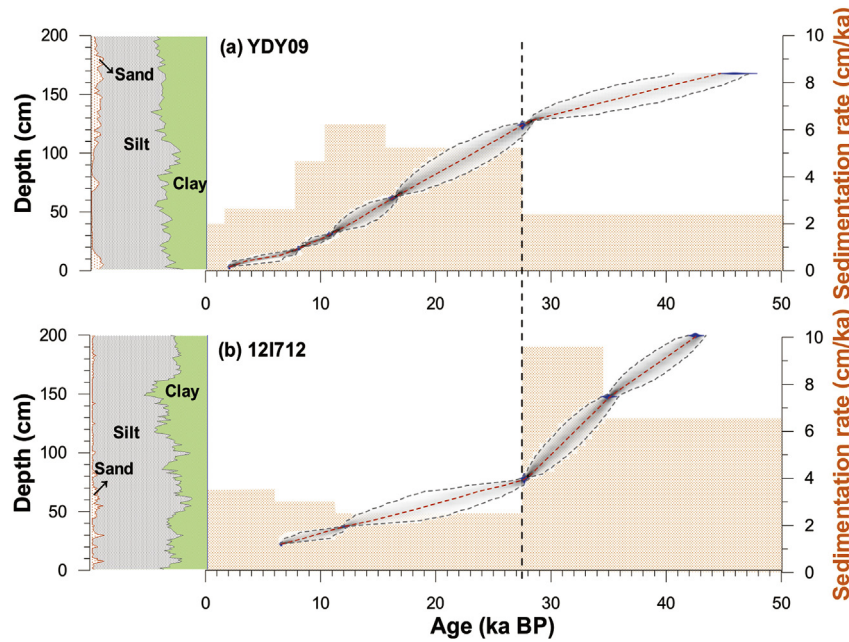 200
150
100
50
0
Depth (cm)
Sand
Silt
Clay
(a) YDY09
10
8
6
4
2
0
Sedimentation rate (cm/ka)
0 10 20 30 40 50
200
150
100
50
0
Depth (cm)
Clay
Silt
Sand
(b) 12I712
10
8
6
4
2
0
Sedimentation rate (cm/ka)
0 10 20 30 40 50
Age (ka BP)